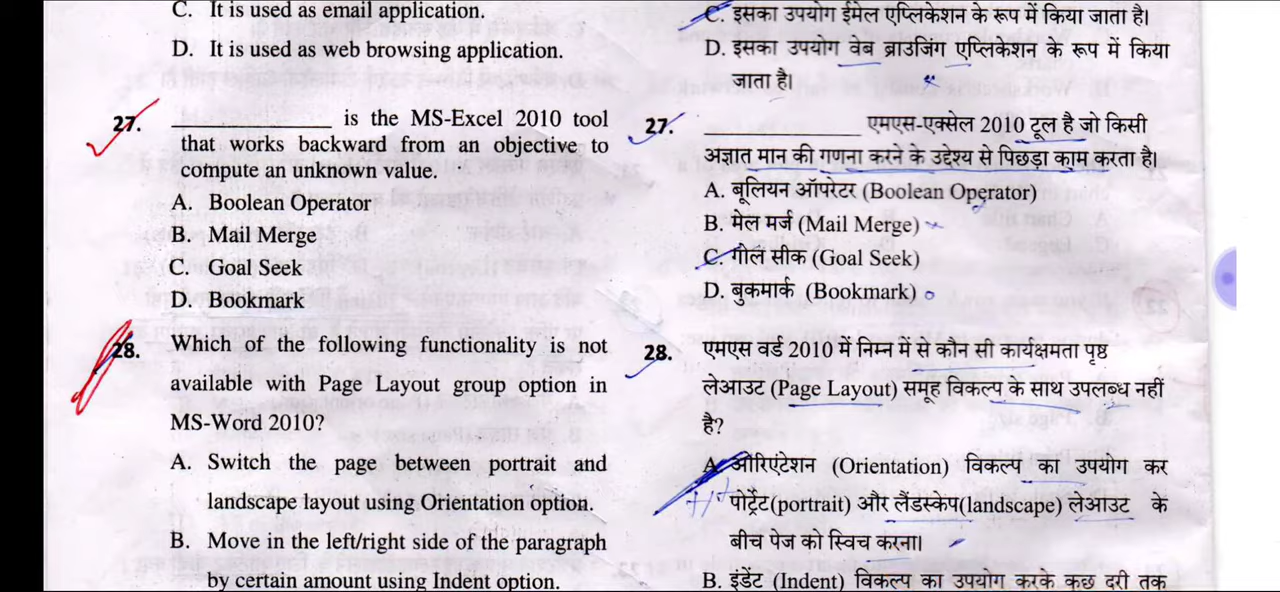 C. It is used as email application.
D. It is used as web browsing application.
27. ____________ is the MS-Excel 2010 tool
that works backward from an objective to
compute an unknown value.
A. Boolean Operator
B. Mail Merge
C. Goal Seek
D. Bookmark
28. Which of the following functionality is not
available with Page Layout group option in
MS-Word 2010?
A. Switch the page between portrait and
landscape layout using Orientation option.
B. Move in the left/right side of the paragraph
by certain amount using Indent option.
C. इसका उपयोग ईमेल एप्लिकेशन के रूप में किया जाता है।
D. इसका उपयोग वेब ब्राउजिंग एप्लिकेशन के रूप में किया
जाता है।
27. ____________ एमएस-एक्सेल 2010 टूल है जो किसी
अज्ञात मान की गणना करने के उद्देश्य से पिछड़ा काम करता है।
A. बूलियन ऑपरेटर (Boolean Operator)
B. मेल मर्ज (Mail Merge)
C. गोल सीक (Goal Seek)
D. बुकमार्क (Bookmark)
28. एमएस वर्ड 2010 में निम्न में से कौन सी कार्यक्षमता पृष्ठ
लेआउट (Page Layout) समूह विकल्प के साथ उपलब्ध नहीं
है?
A. ओरिएंटेशन (Orientation) विकल्प का उपयोग कर
पोर्ट्रेट(portrait) और लैंडस्केप(landscape) लेआउट के
बीच पेज को स्विच करना।
B. इंडेंट (Indent) विकल्प का उपयोग करके कुछ दूरी तक